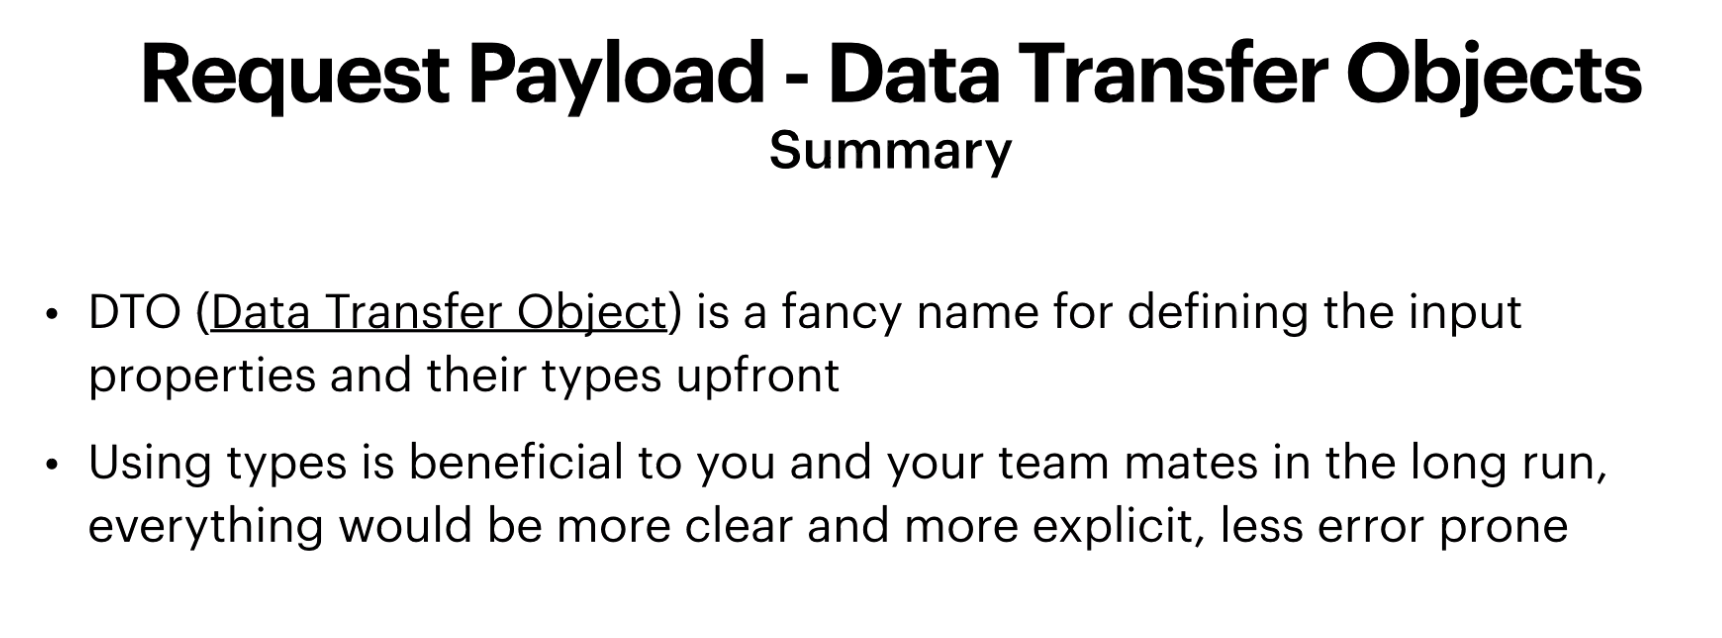 Request Payload - Data Transfer Objects
Summary
• DTO (Data Transfer Object) is a fancy name for defining the input
properties and their types upfront
• Using types is beneficial to you and your team mates in the long run,
everything would be more clear and more explicit, less error prone